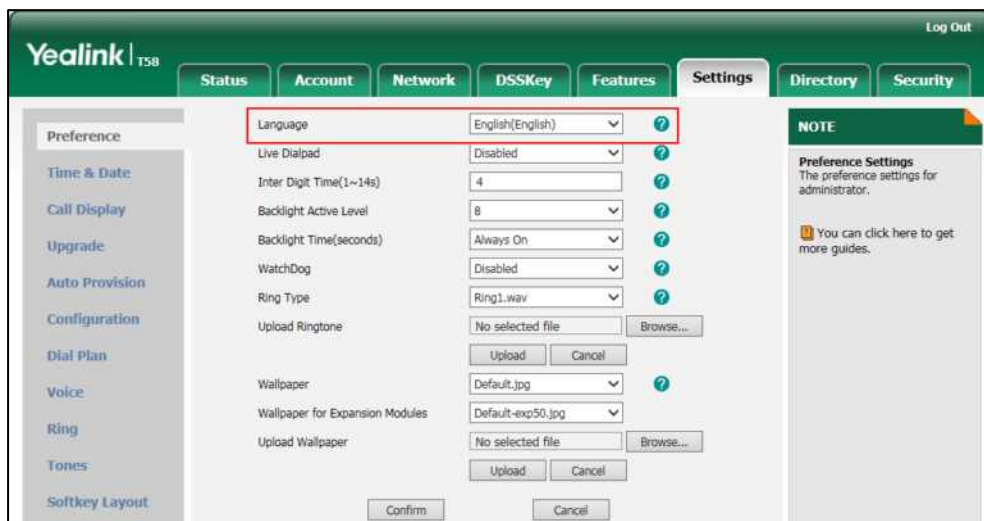 Log Out
Yealink T58
Status Account Network DSSKey Features Settings Directory Security
Preference
Time & Date
Call Display
Upgrade
Auto Provision
Configuration
Dial Plan
Voice
Ring
Tones
Softkey Layout
Language English(English) ?
Live Dialpad Disabled ?
Inter Digit Time(1~14s) 4 ?
Backlight Active Level 8 ?
Backlight Time(seconds) Always On ?
WatchDog Disabled ?
Ring Type Ring1.wav ?
Upload Ringtone No selected file Browse...
Upload Cancel
Wallpaper Default.jpg ?
Wallpaper for Expansion Modules Default-exp50.jpg
Upload Wallpaper No selected file Browse...
Upload Cancel
Confirm Cancel
NOTE
Preference Settings
The preference settings for
administrator.
You can click here to get
more guides.